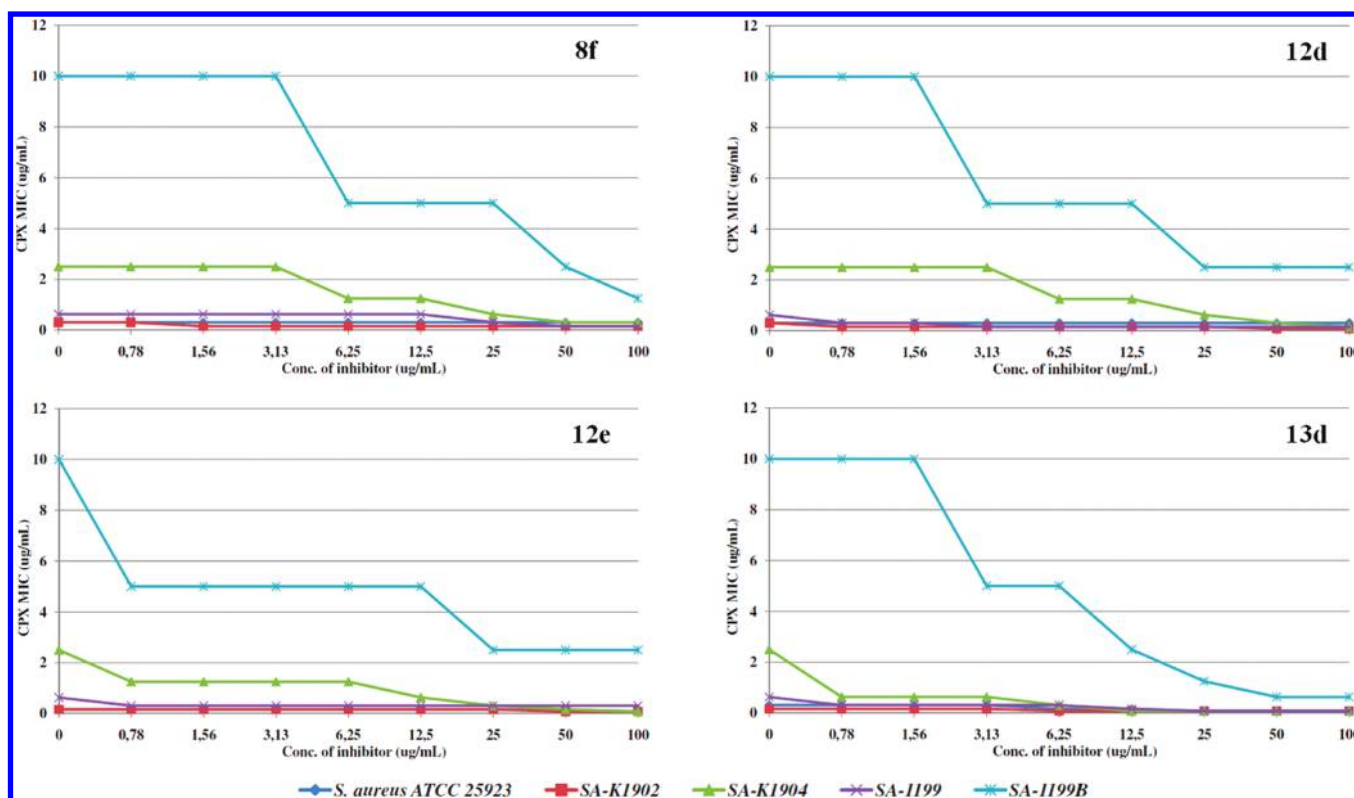 8f
CPX MIC (ug/mL)
12
10
8
6
4
2
0
0 0,78 1,56 3,13 6,25 12,5 25 50 100
Conc. of inhibitor (ug/mL)
12d
CPX MIC (ug/mL)
12
10
8
6
4
2
0
0 0,78 1,56 3,13 6,25 12,5 25 50 100
Conc. of inhibitor (ug/mL)
12e
CPX MIC (ug/mL)
12
10
8
6
4
2
0
0 0,78 1,56 3,13 6,25 12,5 25 50 100
Conc. of inhibitor (ug/mL)
13d
CPX MIC (ug/mL)
12
10
8
6
4
2
0
0 0,78 1,56 3,13 6,25 12,5 25 50 100
Conc. of inhibitor (ug/mL)
S. aureus ATCC 25923 SA-K1902 SA-K1904 SA-1199 SA-1199B